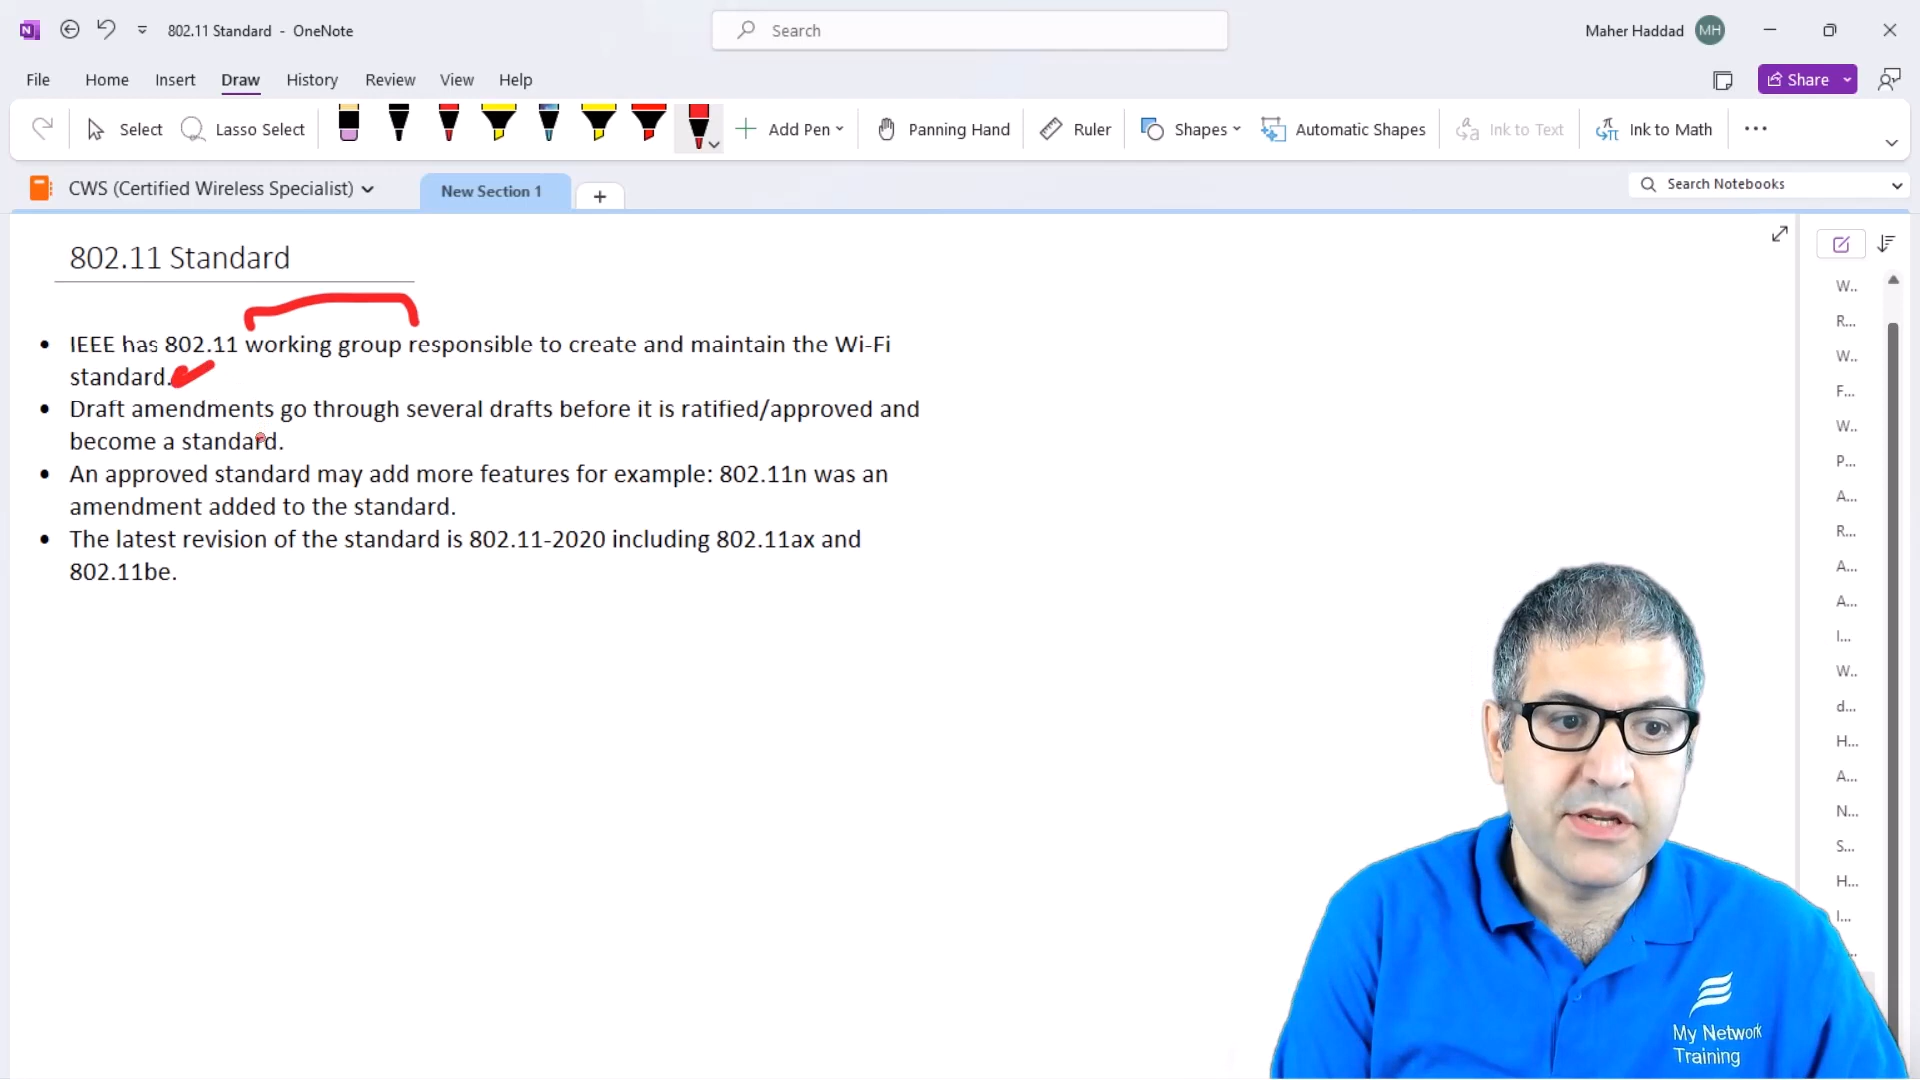 802.11 Standard - OneNote
Search
Maher Haddad MH
File Home Insert Draw History Review View Help
Share
Select Lasso Select Add Pen Panning Hand Ruler Shapes Automatic Shapes Ink to Text Ink to Math
CWS (Certified Wireless Specialist) New Section 1
Search Notebooks
802.11 Standard
• IEEE has 802.11 working group responsible to create and maintain the Wi-Fi
standard.
• Draft amendments go through several drafts before it is ratified/approved and
become a standard.
• An approved standard may add more features for example: 802.11n was an
amendment added to the standard.
• The latest revision of the standard is 802.11-2020 including 802.11ax and
802.11be.
W..
R...
W..
F...
W..
P...
A...
R...
A...
A...
I...
W..
d...
H...
A...
N...
S...
H...
I...
My Network
Training